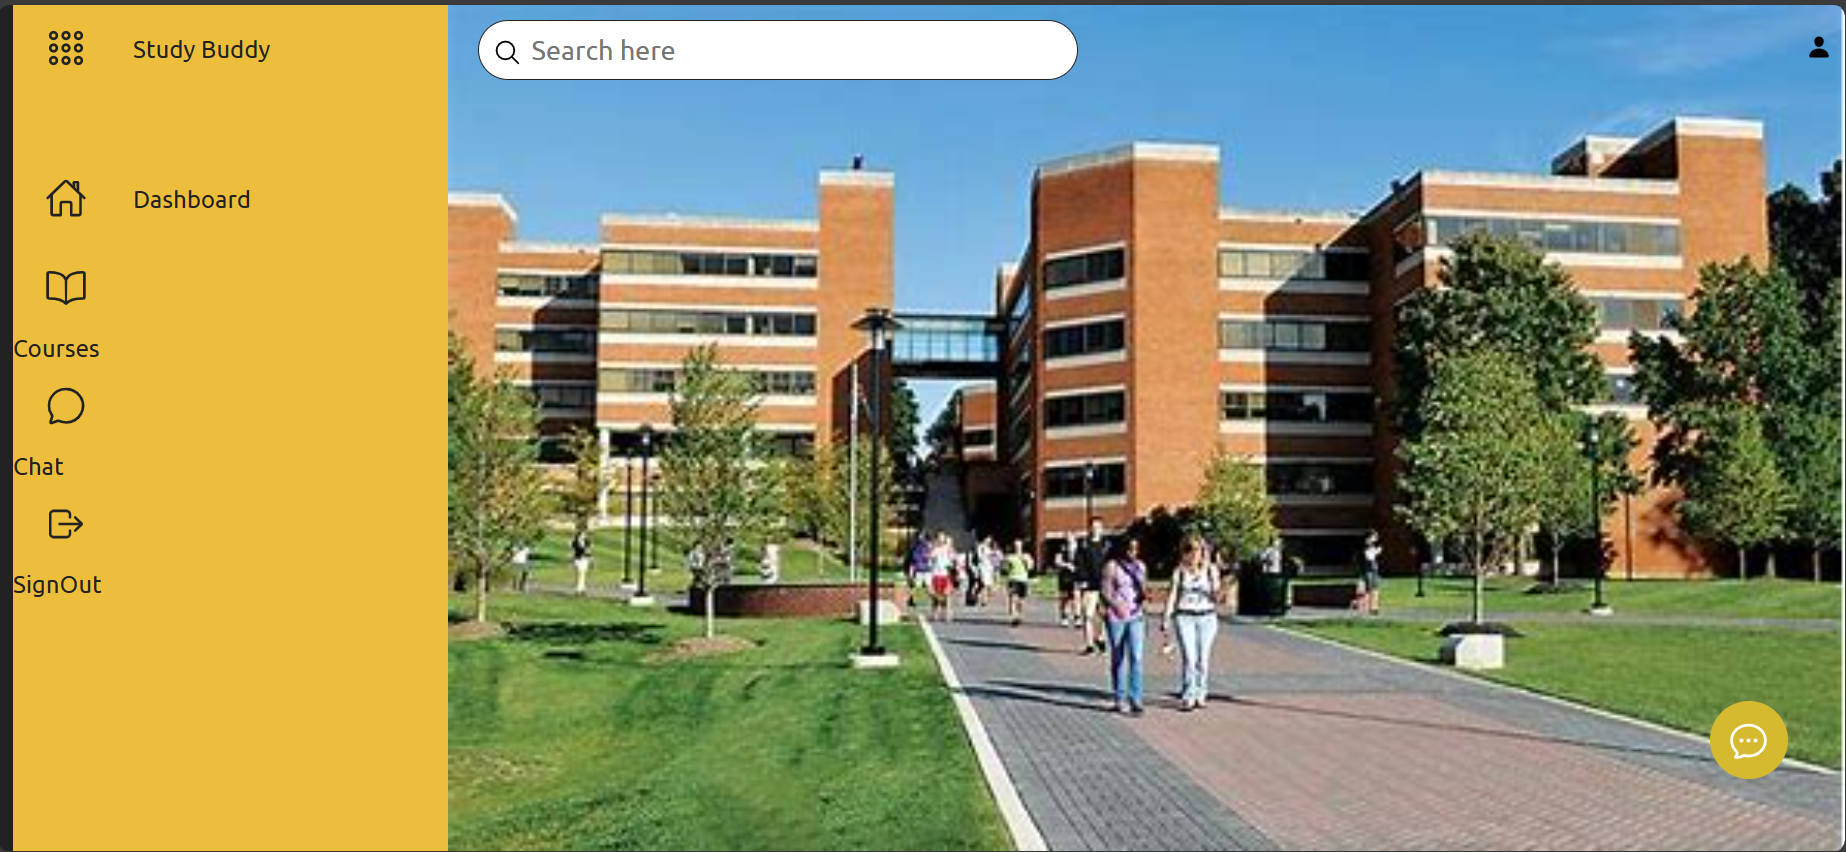 Study Buddy
Search here
Dashboard
Courses
Chat
SignOut